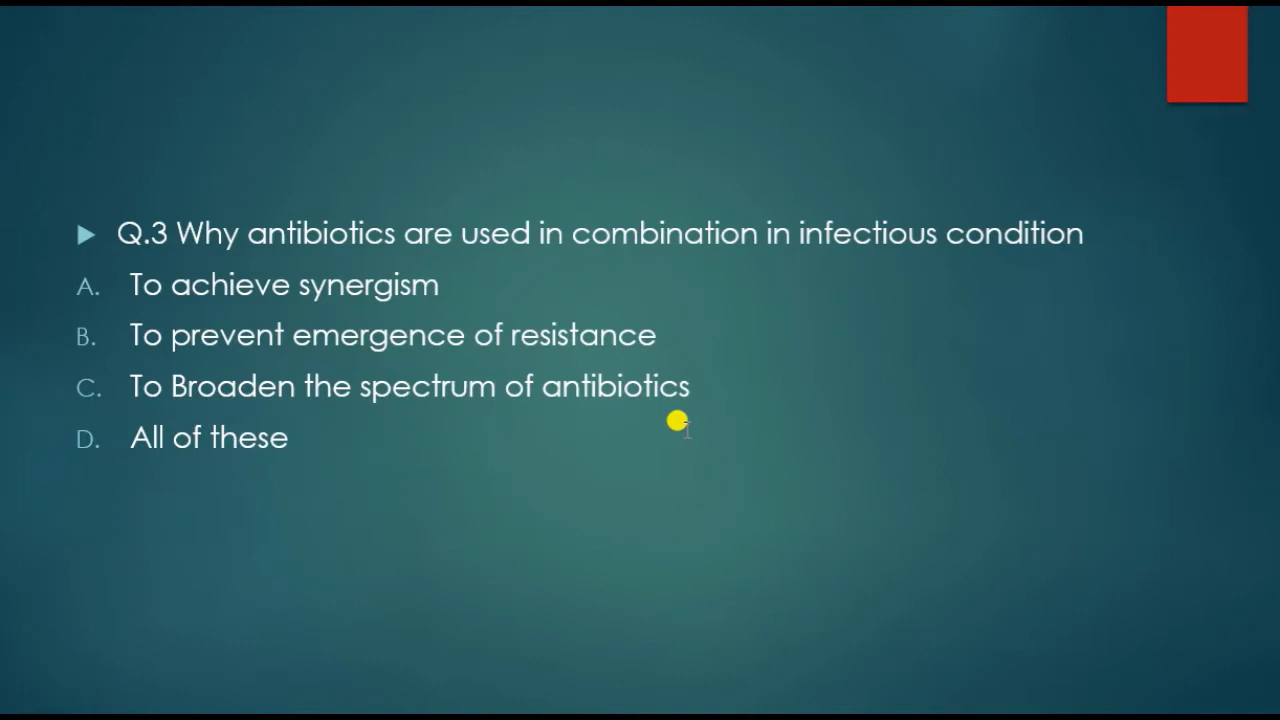 Q.3 Why antibiotics are used in combination in infectious condition
A. To achieve synergism
B. To prevent emergence of resistance
C. To Broaden the spectrum of antibiotics
D. All of these